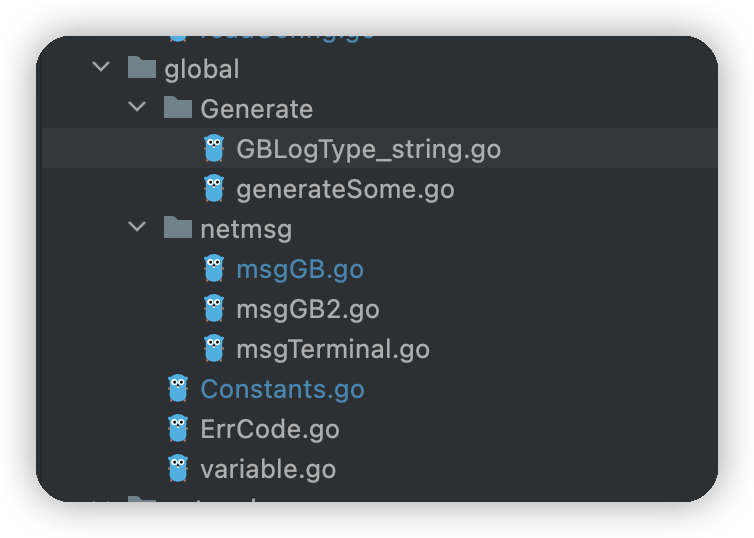 global
Generate
GBLogType_string.go
generateSome.go
netmsg
msgGB.go
msgGB2.go
msgTerminal.go
Constants.go
ErrCode.go
variable.go